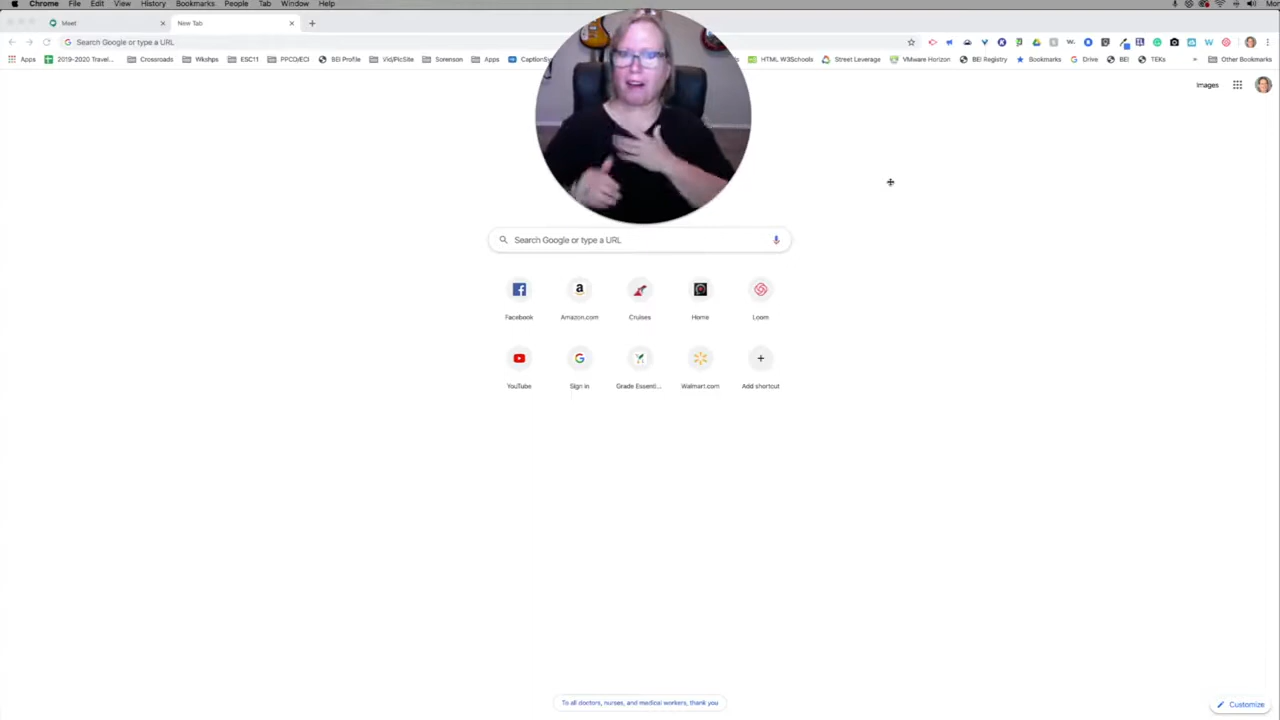 Chrome File Edit View History Bookmarks People Tab Window Help Mon
Meet New Tab
Search Google or type a URL
Apps 2019-2020 Travel... Crossroads Wkshps ESC11 PPCO/ECI BEI Profile Vid/PicSite Sorenson Apps HTML W3Schools Street Leverage VMware Horizon BEI Registry Bookmarks Drive BEI TEKs » Other Bookmarks
Images
Search Google or type a URL
Facebook Amazon.com Cruises Home Loom
YouTube Sign in Grade Essenti... Walmart.com Add shortcut
To all doctors, nurses, and medical workers, thank you
Customize